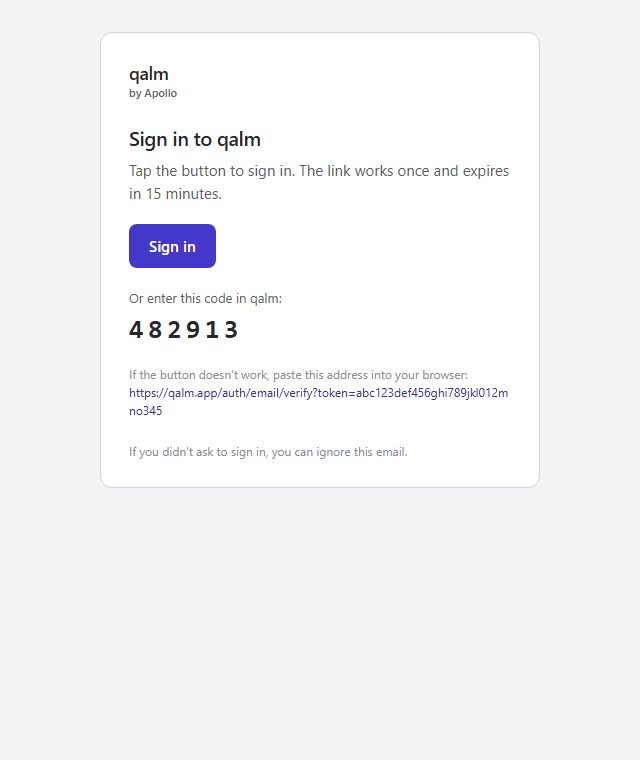 qalm
by Apollo
Sign in to qalm
Tap the button to sign in. The link works once and expires
in 15 minutes.
Sign in
Or enter this code in qalm:
482913
If the button doesn't work, paste this address into your browser:
https://qalm.app/auth/email/verify?token=abc123def456ghi789jkl012m
no345
If you didn't ask to sign in, you can ignore this email.